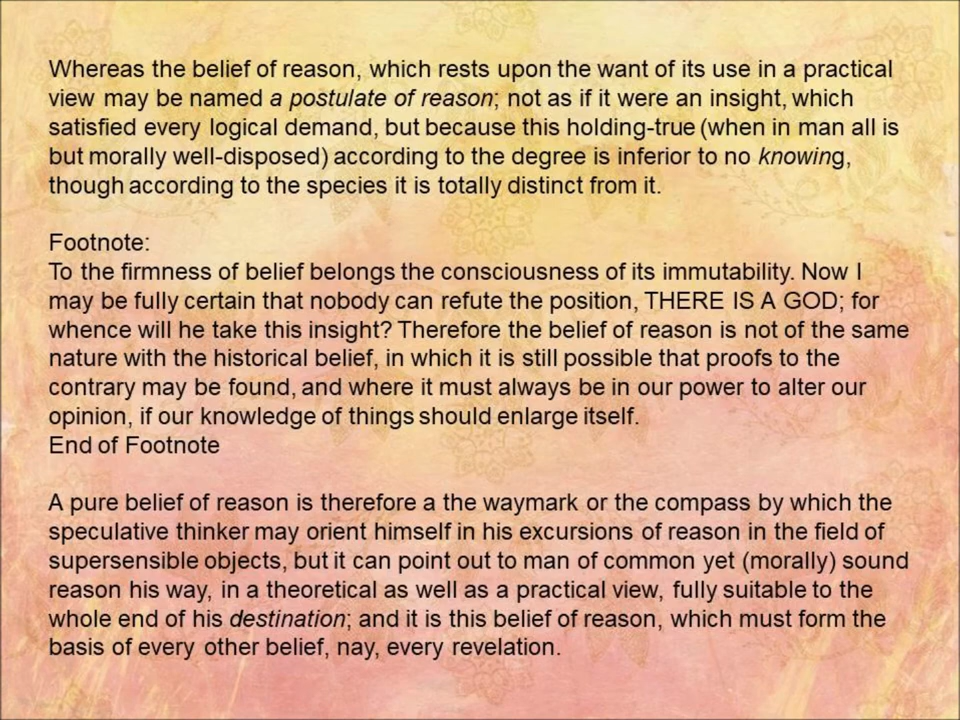 Whereas the belief of reason, which rests upon the want of its use in a practical
view may be named a postulate of reason; not as if it were an insight, which
satisfied every logical demand, but because this holding-true (when in man all is
but morally well-disposed) according to the degree is inferior to no knowing,
though according to the species it is totally distinct from it.

Footnote:
To the firmness of belief belongs the consciousness of its immutability. Now I
may be fully certain that nobody can refute the position, THERE IS A GOD; for
whence will he take this insight? Therefore the belief of reason is not of the same
nature with the historical belief, in which it is still possible that proofs to the
contrary may be found, and where it must always be in our power to alter our
opinion, if our knowledge of things should enlarge itself.
End of Footnote

A pure belief of reason is therefore a the waymark or the compass by which the
speculative thinker may orient himself in his excursions of reason in the field of
supersensible objects, but it can point out to man of common yet (morally) sound
reason his way, in a theoretical as well as a practical view, fully suitable to the
whole end of his destination; and it is this belief of reason, which must form the
basis of every other belief, nay, every revelation.